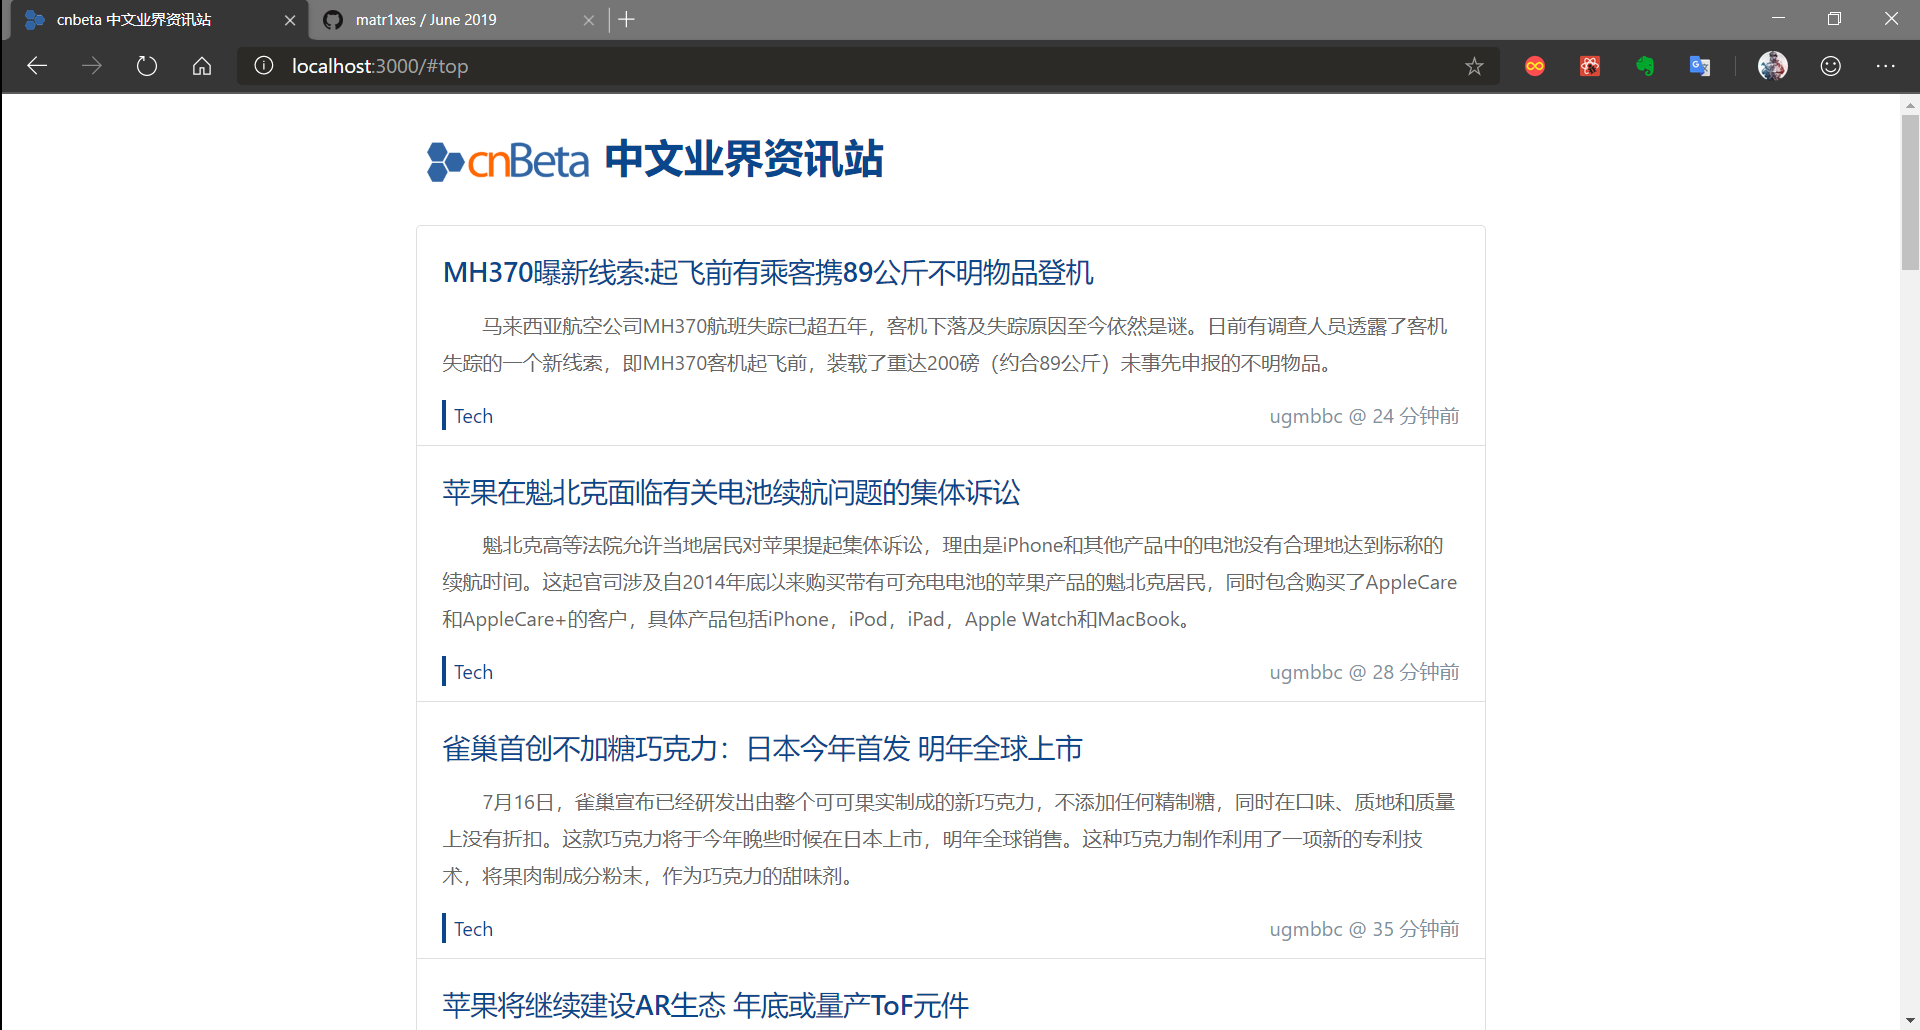 cnbeta 中文业界资讯站
matr1xes / June 2019
localhost:3000/#top
cnBeta 中文业界资讯站
MH370曝新线索:起飞前有乘客携89公斤不明物品登机
马来西亚航空公司MH370航班失踪已超五年，客机下落及失踪原因至今依然是谜。日前有调查人员透露了客机
失踪的一个新线索，即MH370客机起飞前，装载了重达200磅（约合89公斤）未事先申报的不明物品。
Tech
ugmbbc @ 24 分钟前
苹果在魁北克面临有关电池续航问题的集体诉讼
魁北克高等法院允许当地居民对苹果提起集体诉讼，理由是iPhone和其他产品中的电池没有合理地达到标称的
续航时间。这起官司涉及自2014年底以来购买带有可充电电池的苹果产品的魁北克居民，同时包含购买了AppleCare
和AppleCare+的客户，具体产品包括iPhone，iPod，iPad，Apple Watch和MacBook。
Tech
ugmbbc @ 28 分钟前
雀巢首创不加糖巧克力：日本今年首发 明年全球上市
7月16日，雀巢宣布已经研发出由整个可可果实制成的新巧克力，不添加任何精制糖，同时在口味、质地和质量
上没有折扣。这款巧克力将于今年晚些时候在日本上市，明年全球销售。这种巧克力制作利用了一项新的专利技
术，将果肉制成分粉末，作为巧克力的甜味剂。
Tech
ugmbbc @ 35 分钟前
苹果将继续建设AR生态 年底或量产ToF元件